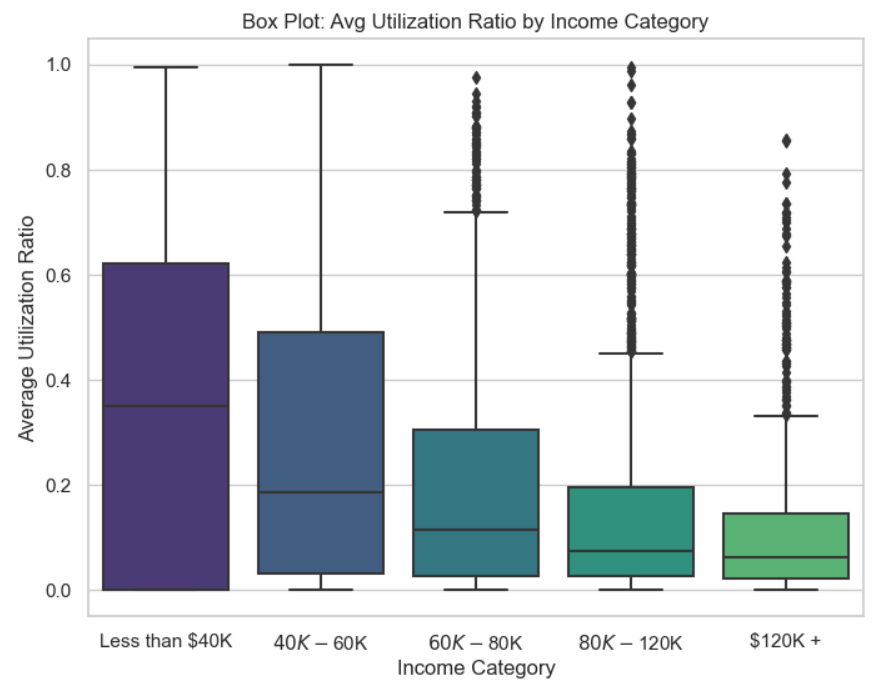 Box Plot: Avg Utilization Ratio by Income Category
Average Utilization Ratio
1.0
0.8
0.6
0.4
0.2
0.0
Less than $40K 40K − 60K 60K − 80K 80K − 120K $120K +
Income Category